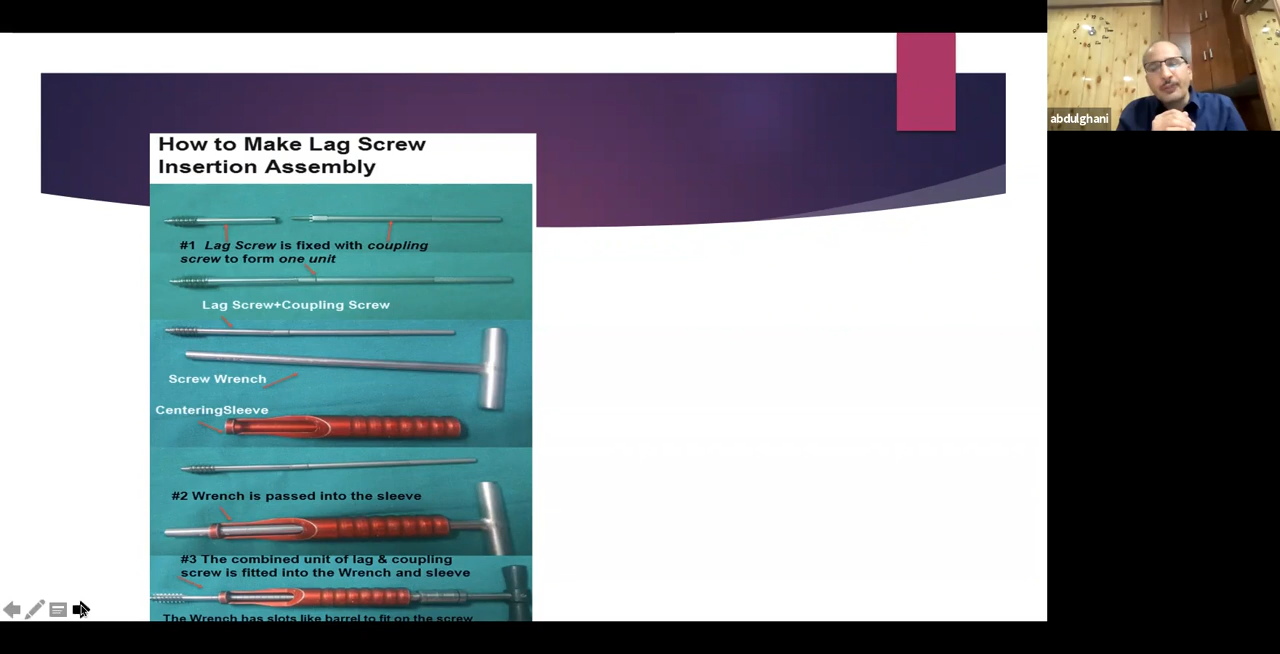 How to Make Lag Screw
Insertion Assembly
#1 Lag Screw is fixed with coupling
screw to form one unit
Lag Screw+Coupling Screw
Screw Wrench
CenteringSleeve
#2 Wrench is passed into the sleeve
#3 The combined unit of lag & coupling
screw is fitted into the Wrench and sleeve
The Wrench has slots like barrel to fit on the screw
abdulghani